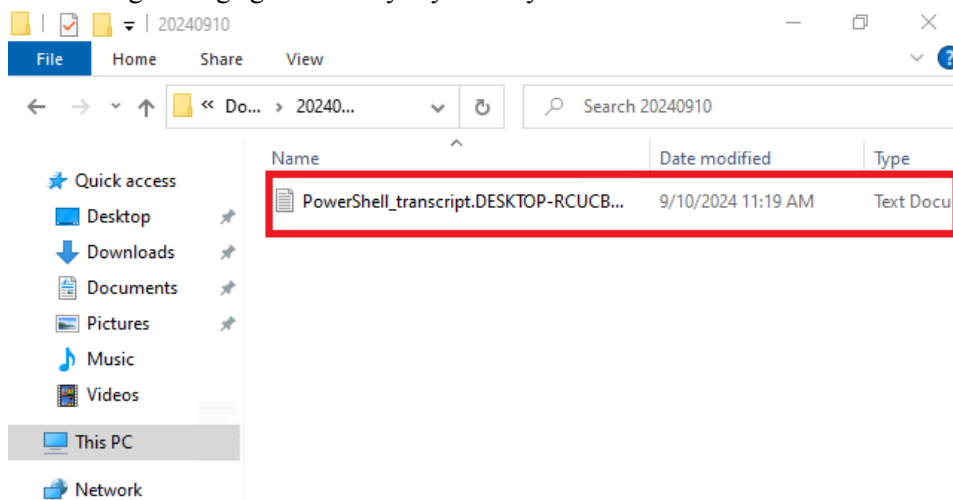 20240910
File Home Share View
« Do... › 20240... Search 20240910
Name Date modified Type
Quick access
PowerShell_transcript.DESKTOP-RCUCB... 9/10/2024 11:19 AM Text Docu
Desktop
Downloads
Documents
Pictures
Music
Videos
This PC
Network